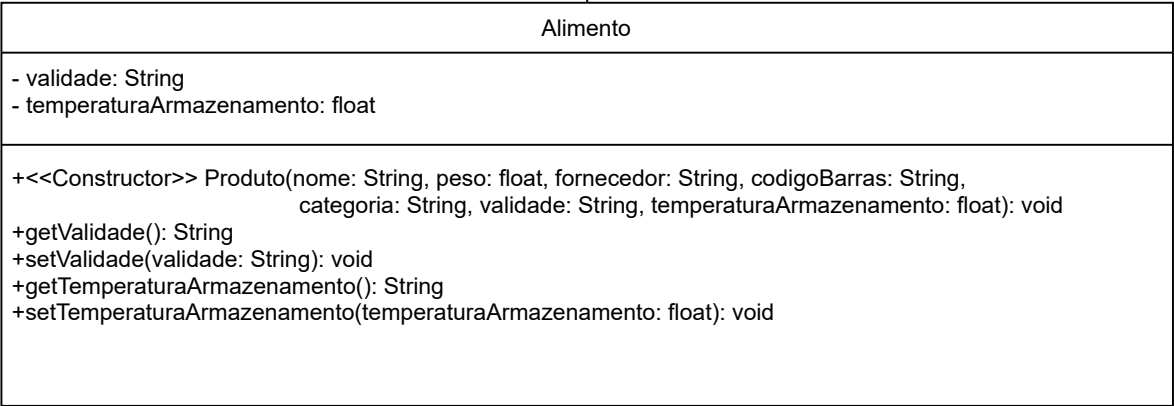 Alimento
- validade: String
- temperaturaArmazenamento: float
+<<Constructor>> Produto(nome: String, peso: float, fornecedor: String, codigoBarras: String,
categoria: String, validade: String, temperaturaArmazenamento: float): void
+getValidade(): String
+setValidade(validade: String): void
+getTemperaturaArmazenamento(): String
+setTemperaturaArmazenamento(temperaturaArmazenamento: float): void